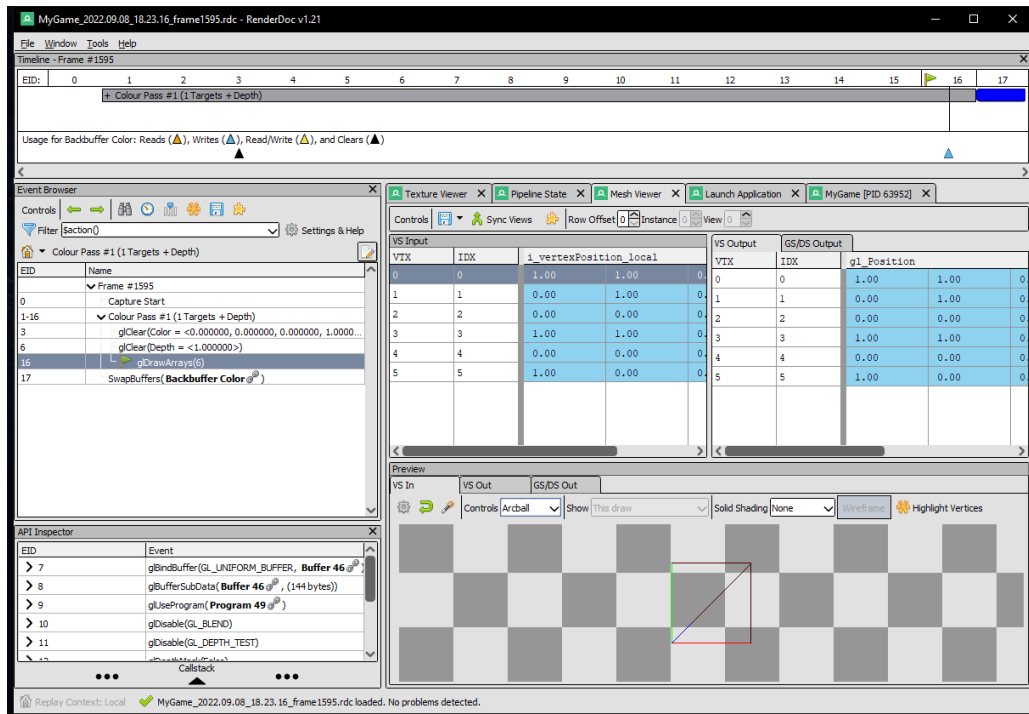 MyGame_2022.09.08_18.23.16_frame1595.rdc - RenderDoc v1.21
File Window Tools Help
Timeline - Frame #1595
EID: 0 1 2 3 4 5 6 7 8 9 10 11 12 13 14 15 16 17
+ Colour Pass #1 (1 Targets + Depth)
Usage for Backbuffer Color: Reads (▲), Writes (▲), Read/Write (▲), and Clears (▲)
Event Browser
Controls
Filter $action() Settings & Help
Colour Pass #1 (1 Targets + Depth)
EID Name
Frame #1595
0 Capture Start
1-16 Colour Pass #1 (1 Targets + Depth)
3 glClear(Color = <0.000000, 0.000000, 0.000000, 1.0000...
6 glClear(Depth = <1.000000>)
16 glDrawArrays(6)
17 SwapBuffers(Backbuffer Color)
API Inspector
EID Event
7 glBindBuffer(GL_UNIFORM_BUFFER, Buffer 46)
8 glBufferSubData(Buffer 46, (144 bytes))
9 glUseProgram(Program 49)
10 glDisable(GL_BLEND)
11 glDisable(GL_DEPTH_TEST)
Callstack
Texture Viewer X Pipeline State X Mesh Viewer X Launch Application X MyGame [PID 63952] X
Controls Sync Views Row Offset 0 Instance 0 View 0
VS Input
VTX IDX i_vertexPosition_local
0 0 1.00 1.00 0.
1 1 0.00 1.00 0.
2 2 0.00 0.00 0.
3 3 1.00 1.00 0.
4 4 0.00 0.00 0.
5 5 1.00 0.00 0.
VS Output GS/DS Output
VTX IDX gl_Position
0 0 1.00 1.00 0.
1 1 0.00 1.00 0.
2 2 0.00 0.00 0.
3 3 1.00 1.00 0.
4 4 0.00 0.00 0.
5 5 1.00 0.00 0.
Preview
VS In VS Out GS/DS Out
Controls Arcball Show This draw Solid Shading None Wireframe Highlight Vertices
Replay Context: Local MyGame_2022.09.08_18.23.16_frame1595.rdc loaded. No problems detected.